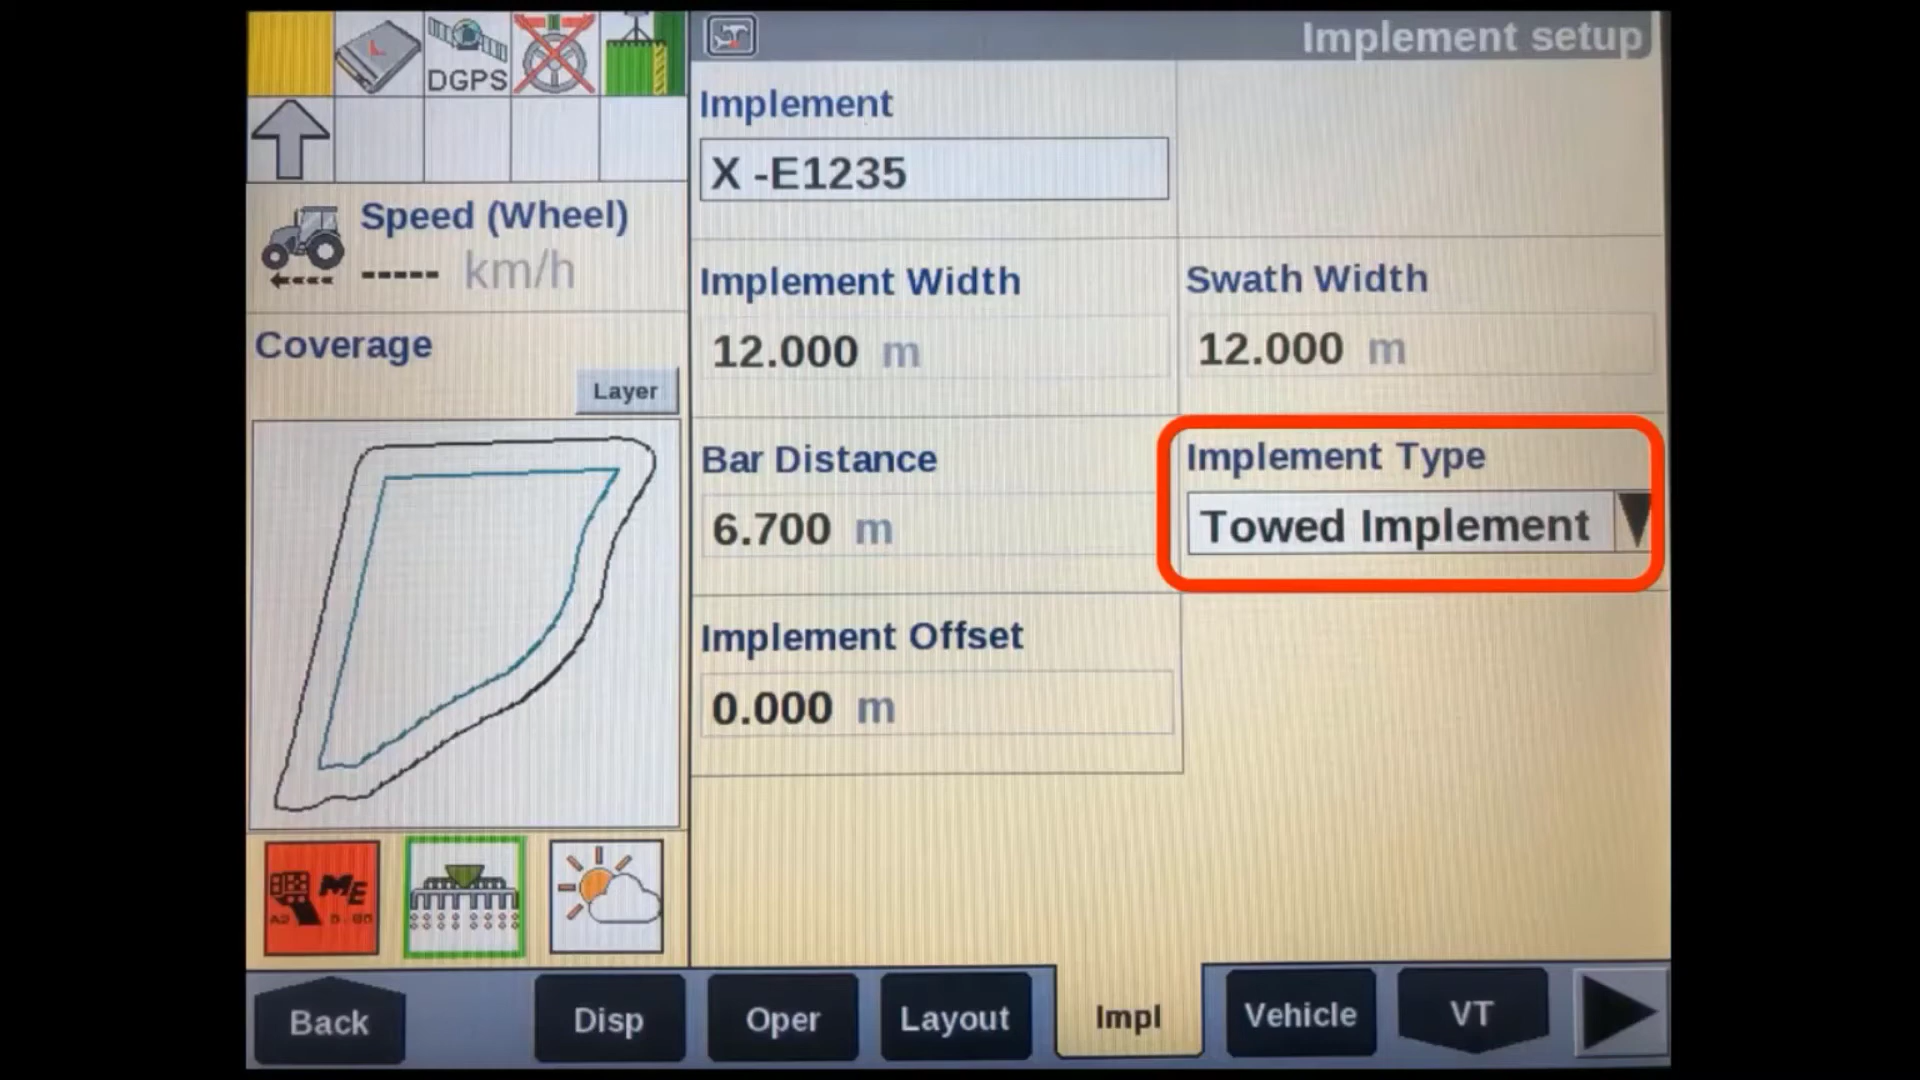 DGPS
Speed (Wheel)
----- km/h
Coverage
Layer
ME
Implement setup
Implement
X -E1235
Implement Width
12.000 m
Swath Width
12.000 m
Bar Distance
6.700 m
Implement Type
Towed Implement
Implement Offset
0.000 m
Back
Disp
Oper
Layout
Impl
Vehicle
VT